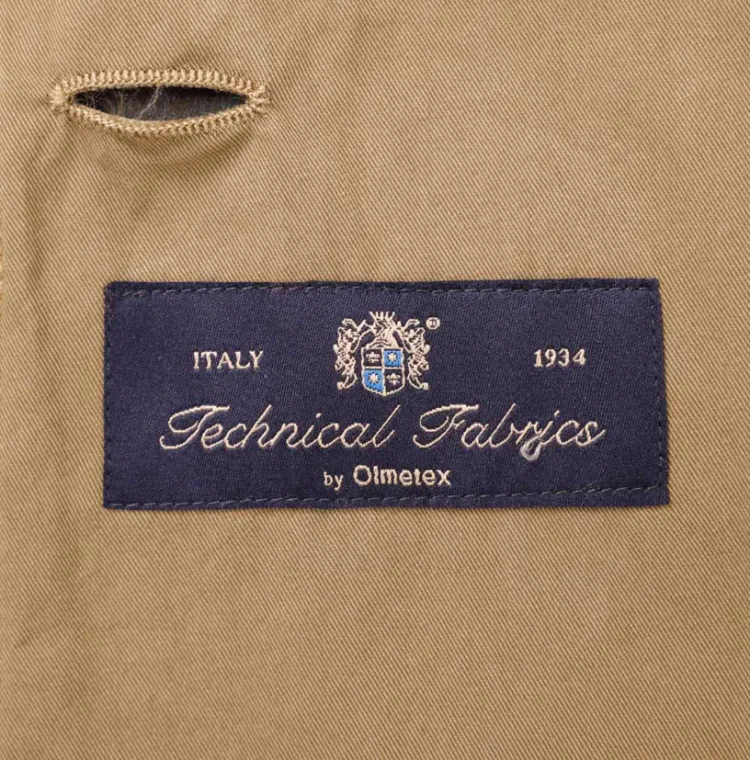 ITALY 1934
Technical Fabrics
by Olmetex